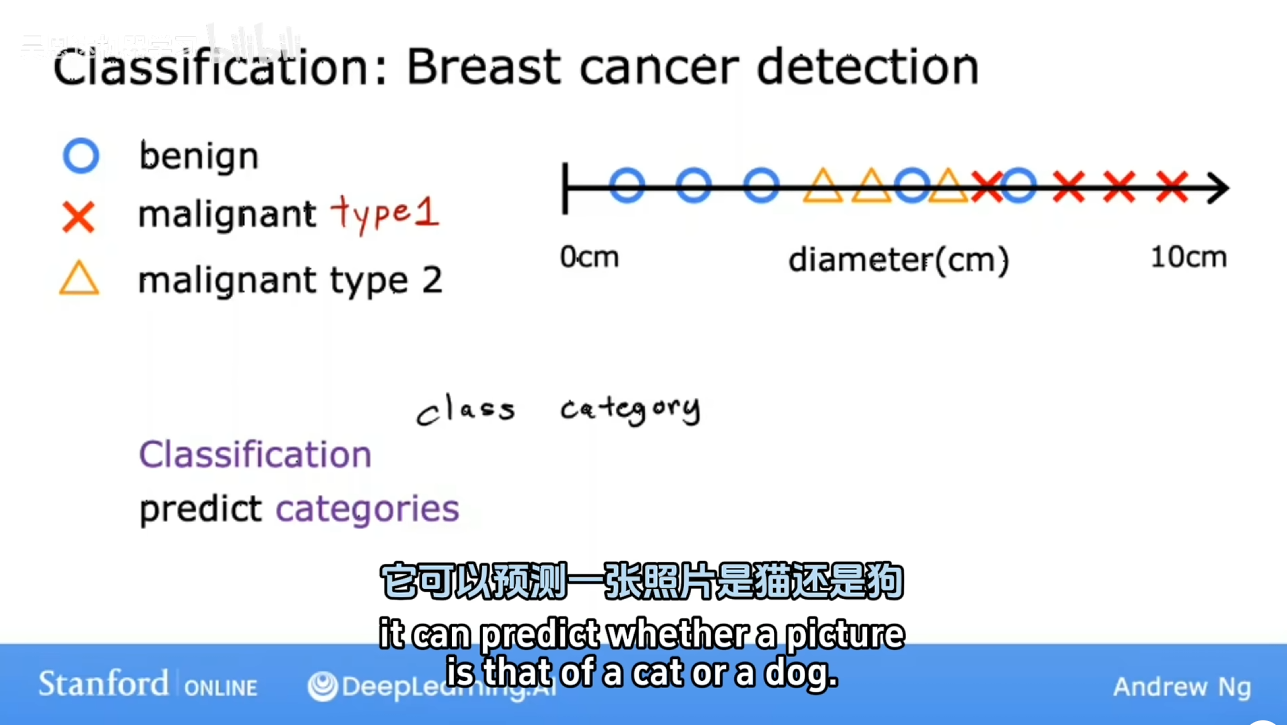 Classification: Breast cancer detection
benign
malignant type1
malignant type 2
0cm
diameter(cm)
10cm
class category
Classification
predict categories
它可以预测一张照片是猫还是狗
it can predict whether a picture
is that of a cat or a dog.
Stanford ONLINE
DeepLearning.AI
Andrew Ng